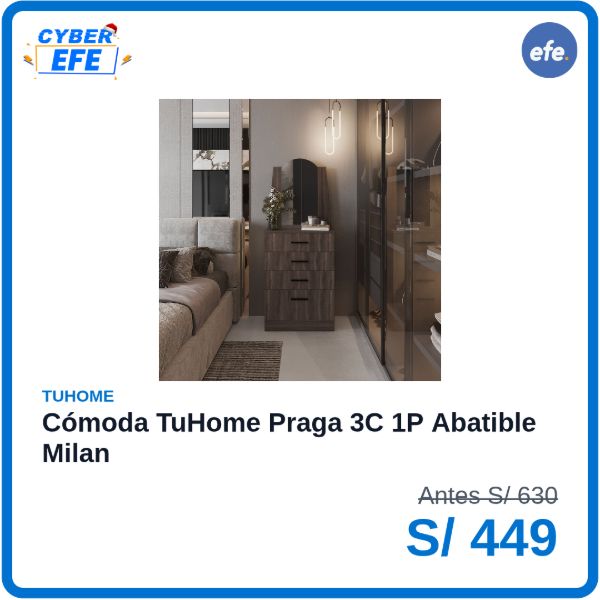 CYBER
EFE
efe.
TUHOME
Cómoda TuHome Praga 3C 1P Abatible
Milan
Antes S/ 630
S/ 449